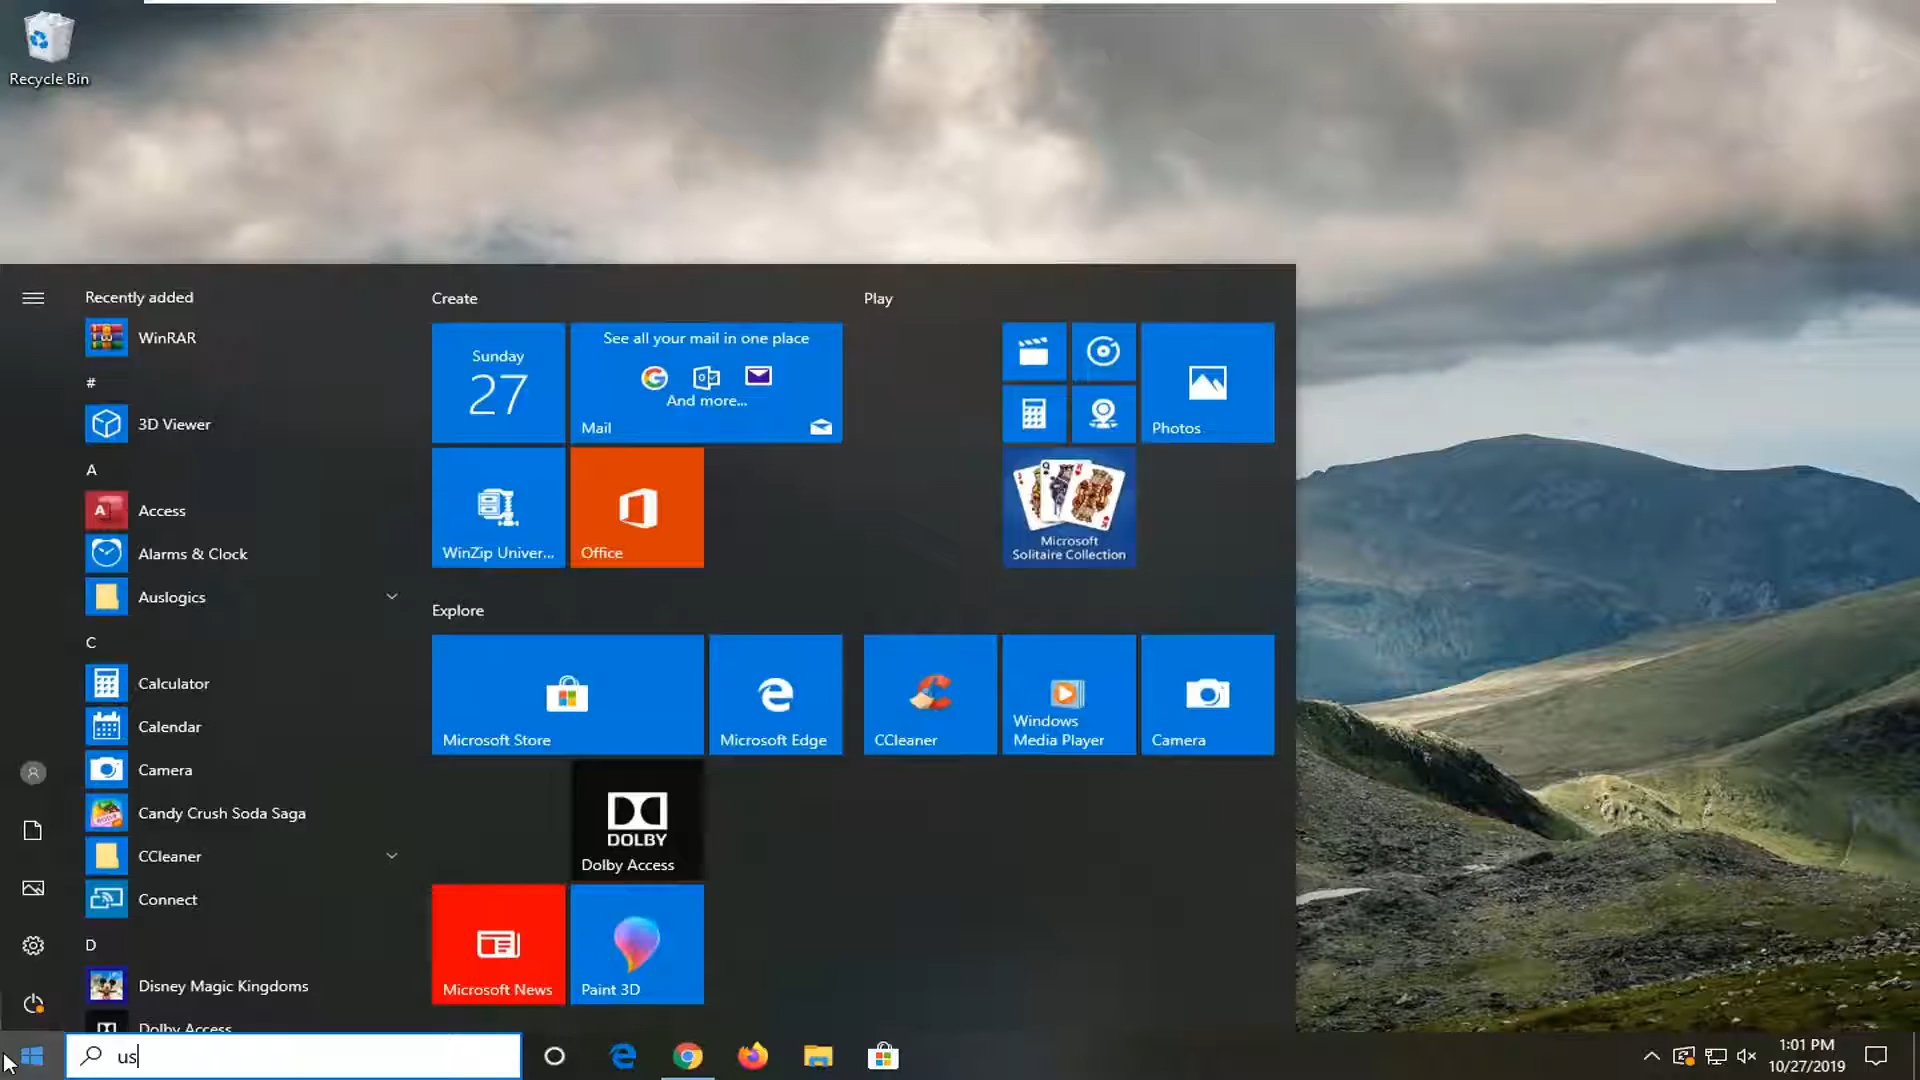 Recycle Bin
Recently added
WinRAR
#
3D Viewer
A
Access
Alarms & Clock
Auslogics
C
Calculator
Calendar
Camera
Candy Crush Soda Saga
CCleaner
Connect
D
Disney Magic Kingdoms
Dolby Access
Create
Sunday
27
See all your mail in one place
And more...
Mail
WinZip Univer...
Office
Explore
Microsoft Store
Microsoft Edge
DOLBY
Dolby Access
Microsoft News
Paint 3D
Play
Photos
Microsoft
Solitaire Collection
CCleaner
Windows
Media Player
Camera
us
1:01 PM
10/27/2019